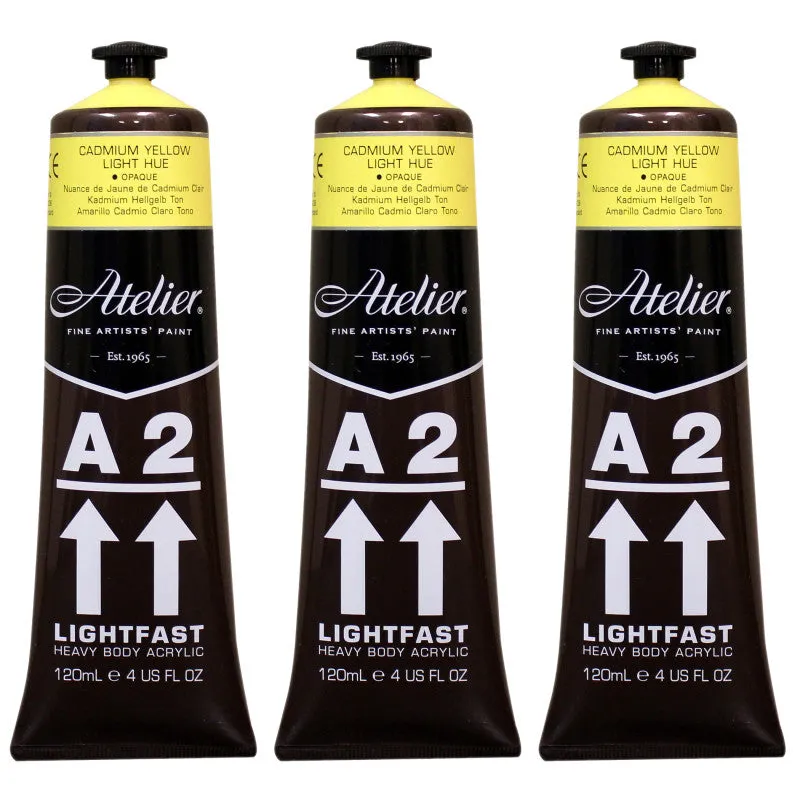 CADMIUM YELLOW
LIGHT HUE
• OPAQUE
Nuance de Jaune de Cadmium Clair
Kadmium Hellgelb Ton
Amarillo Cadmio Claro Tono
Atelier®
FINE ARTISTS' PAINT
Est. 1965
A 2
LIGHTFAST
HEAVY BODY ACRYLIC
120mL ℮ 4 US FL OZ
CADMIUM YELLOW
LIGHT HUE
• OPAQUE
Nuance de Jaune de Cadmium Clair
Kadmium Hellgelb Ton
Amarillo Cadmio Claro Tono
Atelier®
FINE ARTISTS' PAINT
Est. 1965
A 2
LIGHTFAST
HEAVY BODY ACRYLIC
120mL ℮ 4 US FL OZ
CADMIUM YELLOW
LIGHT HUE
• OPAQUE
Nuance de Jaune de Cadmium Clair
Kadmium Hellgelb Ton
Amarillo Cadmio Claro Tono
Atelier®
FINE ARTISTS' PAINT
Est. 1965
A 2
LIGHTFAST
HEAVY BODY ACRYLIC
120mL ℮ 4 US FL OZ